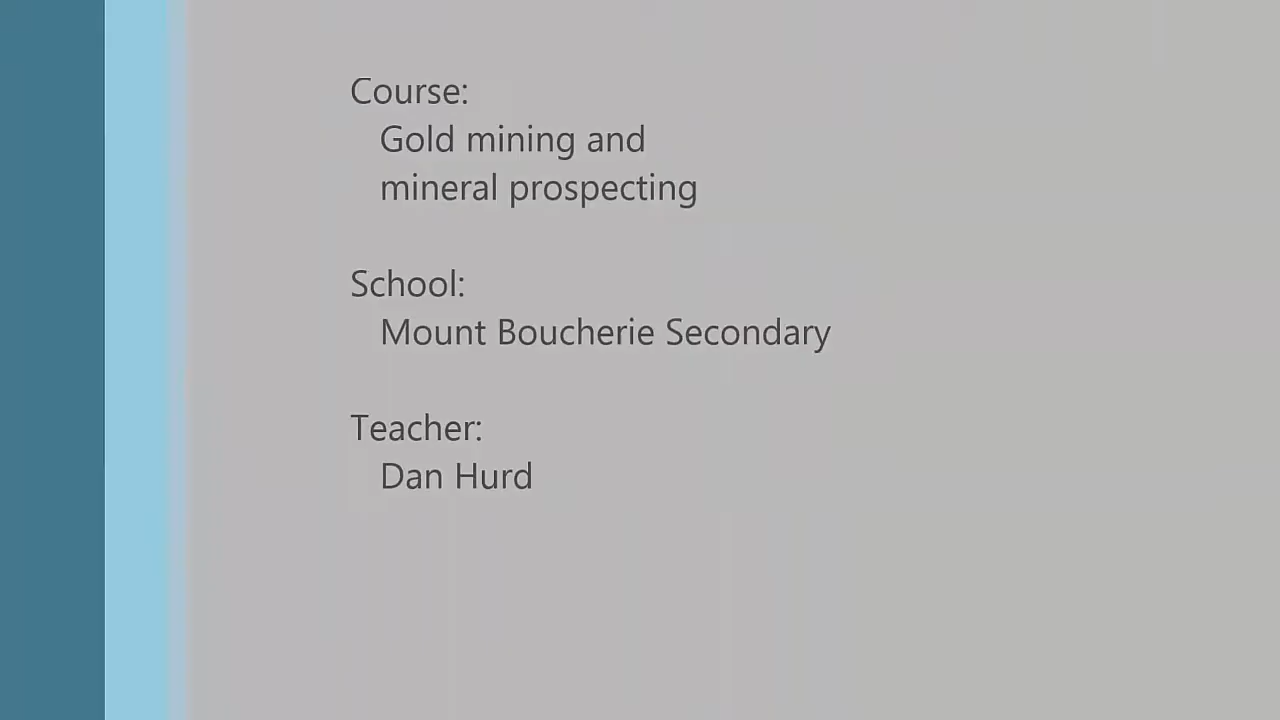 Course:
Gold mining and
mineral prospecting
School:
Mount Boucherie Secondary
Teacher:
Dan Hurd